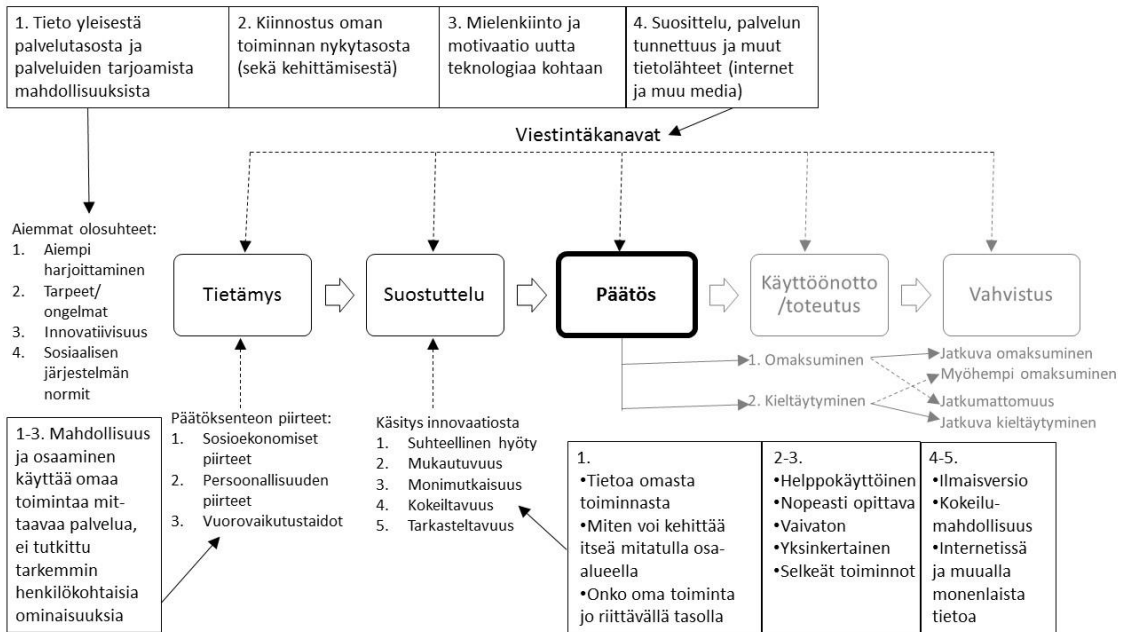 1. Tieto yleisestä
palvelutasosta ja
palveluiden tarjoamista
mahdollisuuksista
2. Kiinnostus oman
toiminnan nykytasosta
(sekä kehittämisestä)
3. Mielenkiinto ja
motivaatio uutta
teknologiaa kohtaan
4. Suosittelu, palvelun
tunnettuus ja muut
tietolähteet (internet
ja muu media)
Viestintäkanavat
Aiemmat olosuhteet:
1. Aiempi
harjoittaminen
2. Tarpeet/
ongelmat
3. Innovatiivisuus
4. Sosiaalisen
järjestelmän
normit
Tietämys
Suostuttelu
Päätös
Käyttöönotto
/toteutus
Vahvistus
1. Omaksuminen
2. Kieltäytyminen
Jatkuva omaksuminen
Myöhempi omaksuminen
Jatkumattomuus
Jatkuva kieltäytyminen
1-3. Mahdollisuus
ja osaaminen
käyttää omaa
toimintaa mit-
taavaa palvelua,
ei tutkittu
tarkemmin
henkilökohtaisia
ominaisuuksia
Päätöksenteon piirteet:
1. Sosioekonomiset
piirteet
2. Persoonallisuuden
piirteet
3. Vuorovaikutustaidot
Käsitys innovaatiosta
1. Suhteellinen hyöty
2. Mukautuvuus
3. Monimutkaisuus
4. Kokeiltavuus
5. Tarkasteltavuus
1.
•Tietoa omasta
toiminnasta
•Miten voi kehittää
itseä mitatulla osa-
alueella
•Onko oma toiminta
jo riittävällä tasolla
2-3.
•Helppokäyttöinen
•Nopeasti opittava
•Vaivaton
•Yksinkertainen
•Selkeät toiminnot
4-5.
•Ilmaisversio
•Kokeilu-
mahdollisuus
•Internetissä
ja muualla
monenlaista
tietoa